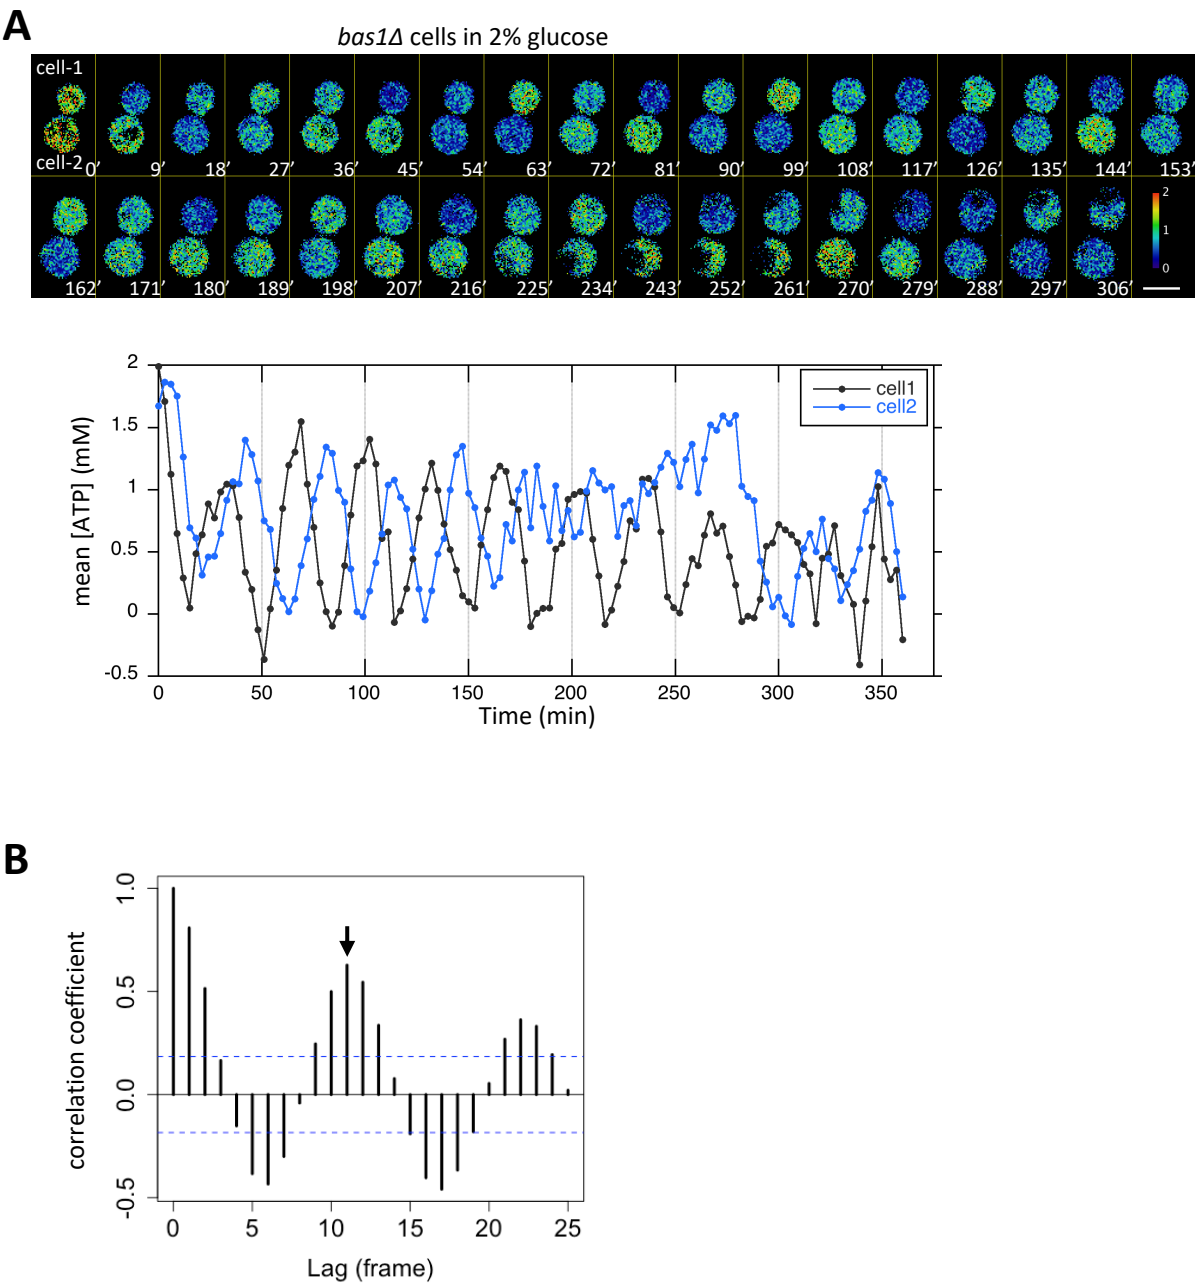 A
bas1Δ cells in 2% glucose
cell-1
cell-2
0′ 9′ 18′ 27′ 36′ 45′ 54′ 63′ 72′ 81′ 90′ 99′ 108′ 117′ 126′ 135′ 144′ 153′
2
1
0
162′ 171′ 180′ 189′ 198′ 207′ 216′ 225′ 234′ 243′ 252′ 261′ 270′ 279′ 288′ 297′ 306′
mean [ATP] (mM)
2
1.5
1
0.5
0
-0.5
cell1
cell2
0 50 100 150 200 250 300 350
Time (min)
B
correlation coefficient
1.0
0.5
0.0
-0.5
0 5 10 15 20 25
Lag (frame)